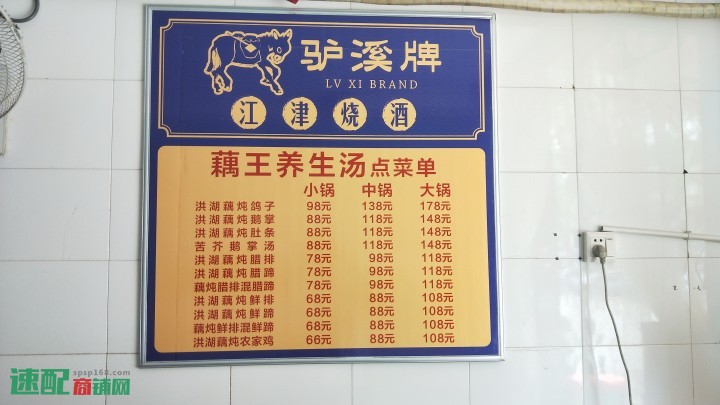 驴溪牌
LV XI BRAND
江津烧酒
藕王养生汤点菜单
小锅 中锅 大锅
洪湖藕炖鸽子 98元 138元 178元
洪湖藕炖鹅掌 88元 118元 148元
洪湖藕炖肚条 88元 118元 148元
苦荞鹅掌汤 88元 118元 148元
洪湖藕炖腊排 78元 98元 118元
洪湖藕炖腊蹄 78元 98元 118元
藕炖腊排混腊蹄 78元 98元 118元
洪湖藕炖鲜排 68元 88元 108元
洪湖藕炖鲜蹄 68元 88元 108元
藕炖鲜排混鲜蹄 68元 88元 108元
洪湖藕炖农家鸡 66元 88元 108元
速配商铺网
spsp168.com